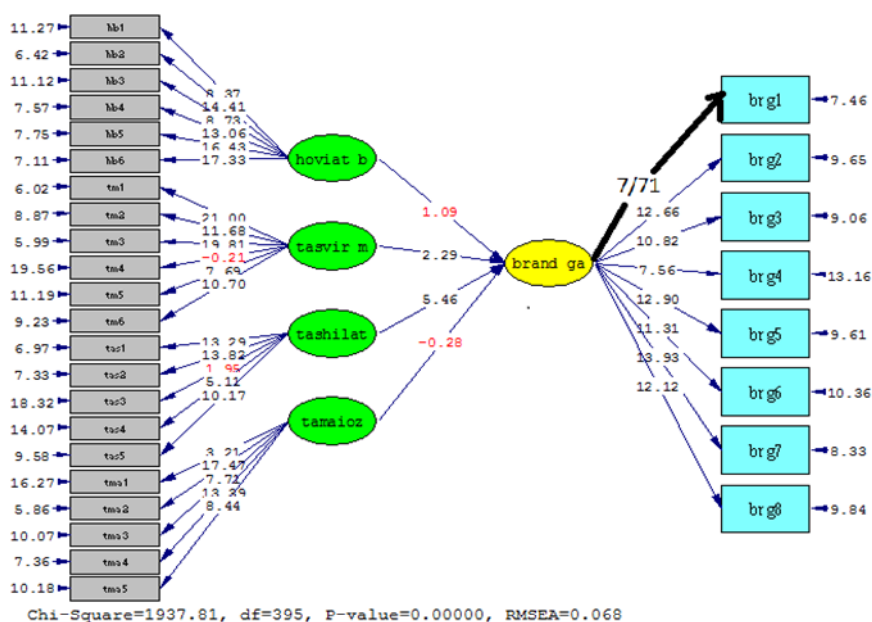 11.27 hb1
6.42 hb2
11.12 hb3
7.57 hb4
7.75 hb5
7.11 hb6
6.02 tm1
8.87 tm2
5.99 tm3
19.56 tm4
11.19 tm5
9.23 tm6
6.97 tas1
7.33 tas2
18.32 tas3
14.07 tas4
9.58 tas5
16.27 tma1
5.86 tma2
10.07 tma3
7.36 tma4
10.18 tma5
14.41
8.73
13.06
16.43
17.33
21.00
11.68
19.81
-0.21
7.69
10.70
13.29
13.82
1.95
5.11
10.17
3.21
17.47
7.71
13.39
8.44
hoviat b
tasvir m
tashilat
tamaioz
1.09
2.29
5.46
-0.28
brand ga
7/71
12.66
10.82
7.56
12.90
11.31
13.93
12.12
brg1 7.46
brg2 9.65
brg3 9.06
brg4 13.16
brg5 9.61
brg6 10.36
brg7 8.33
brg8 9.84
Chi-Square=1937.81, df=395, P-value=0.00000, RMSEA=0.068